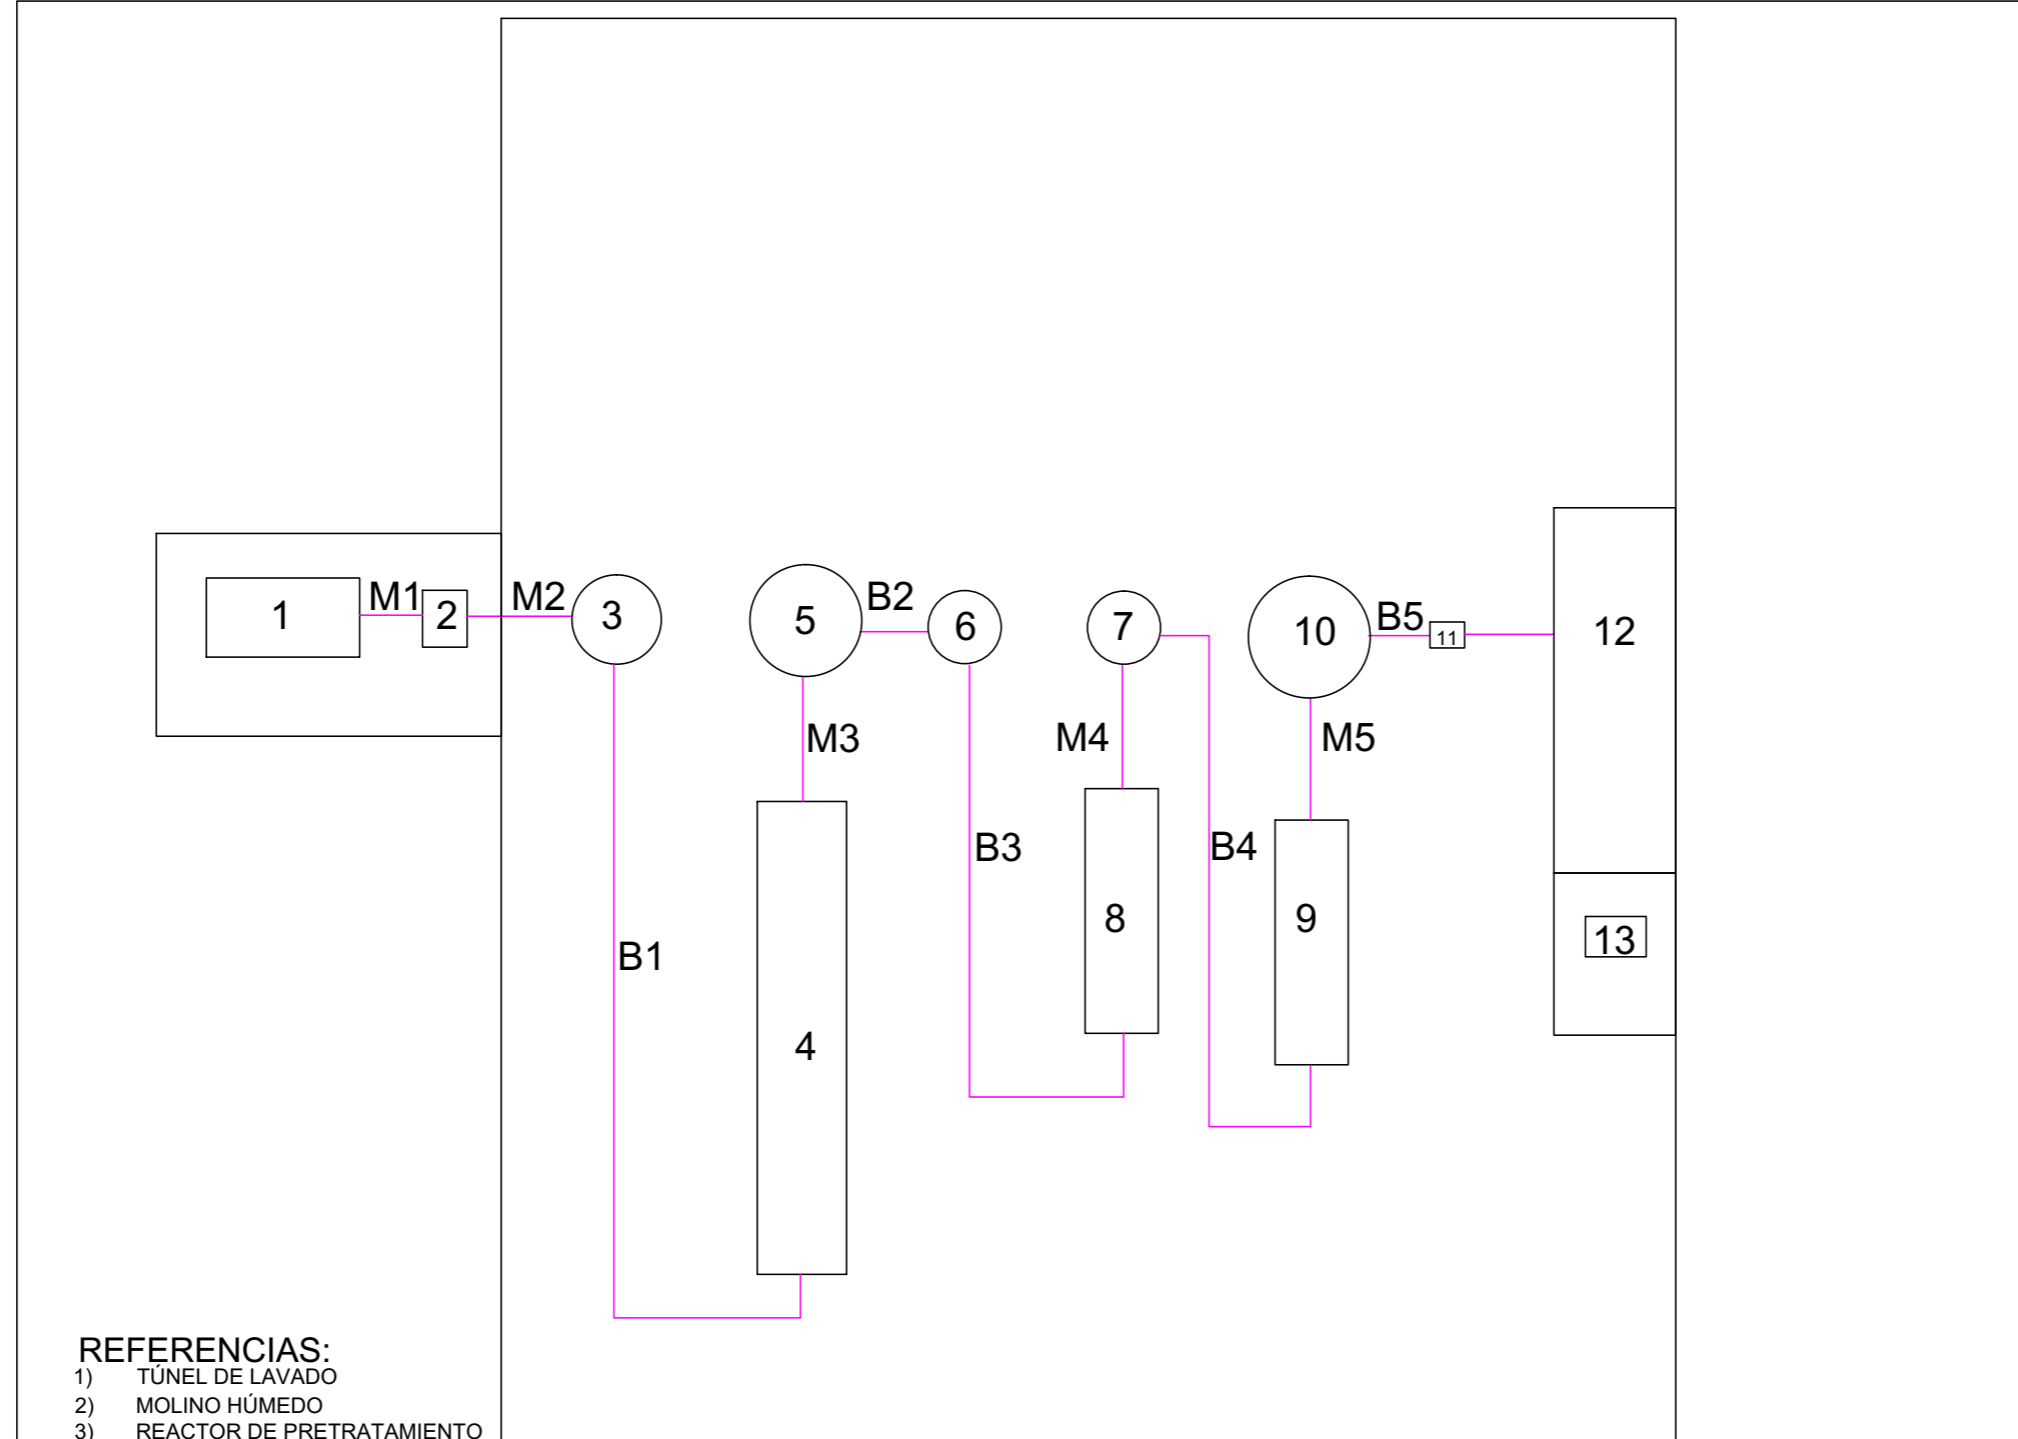 1
M1
2
M2
3
5
B2
6
7
10
B5
11
12
M3
M4
M5
B3
B4
8
9
13
B1
4
REFERENCIAS:
1) TÚNEL DE LAVADO
2) MOLINO HÚMEDO
3) REACTOR DE PRETRATAMIENTO